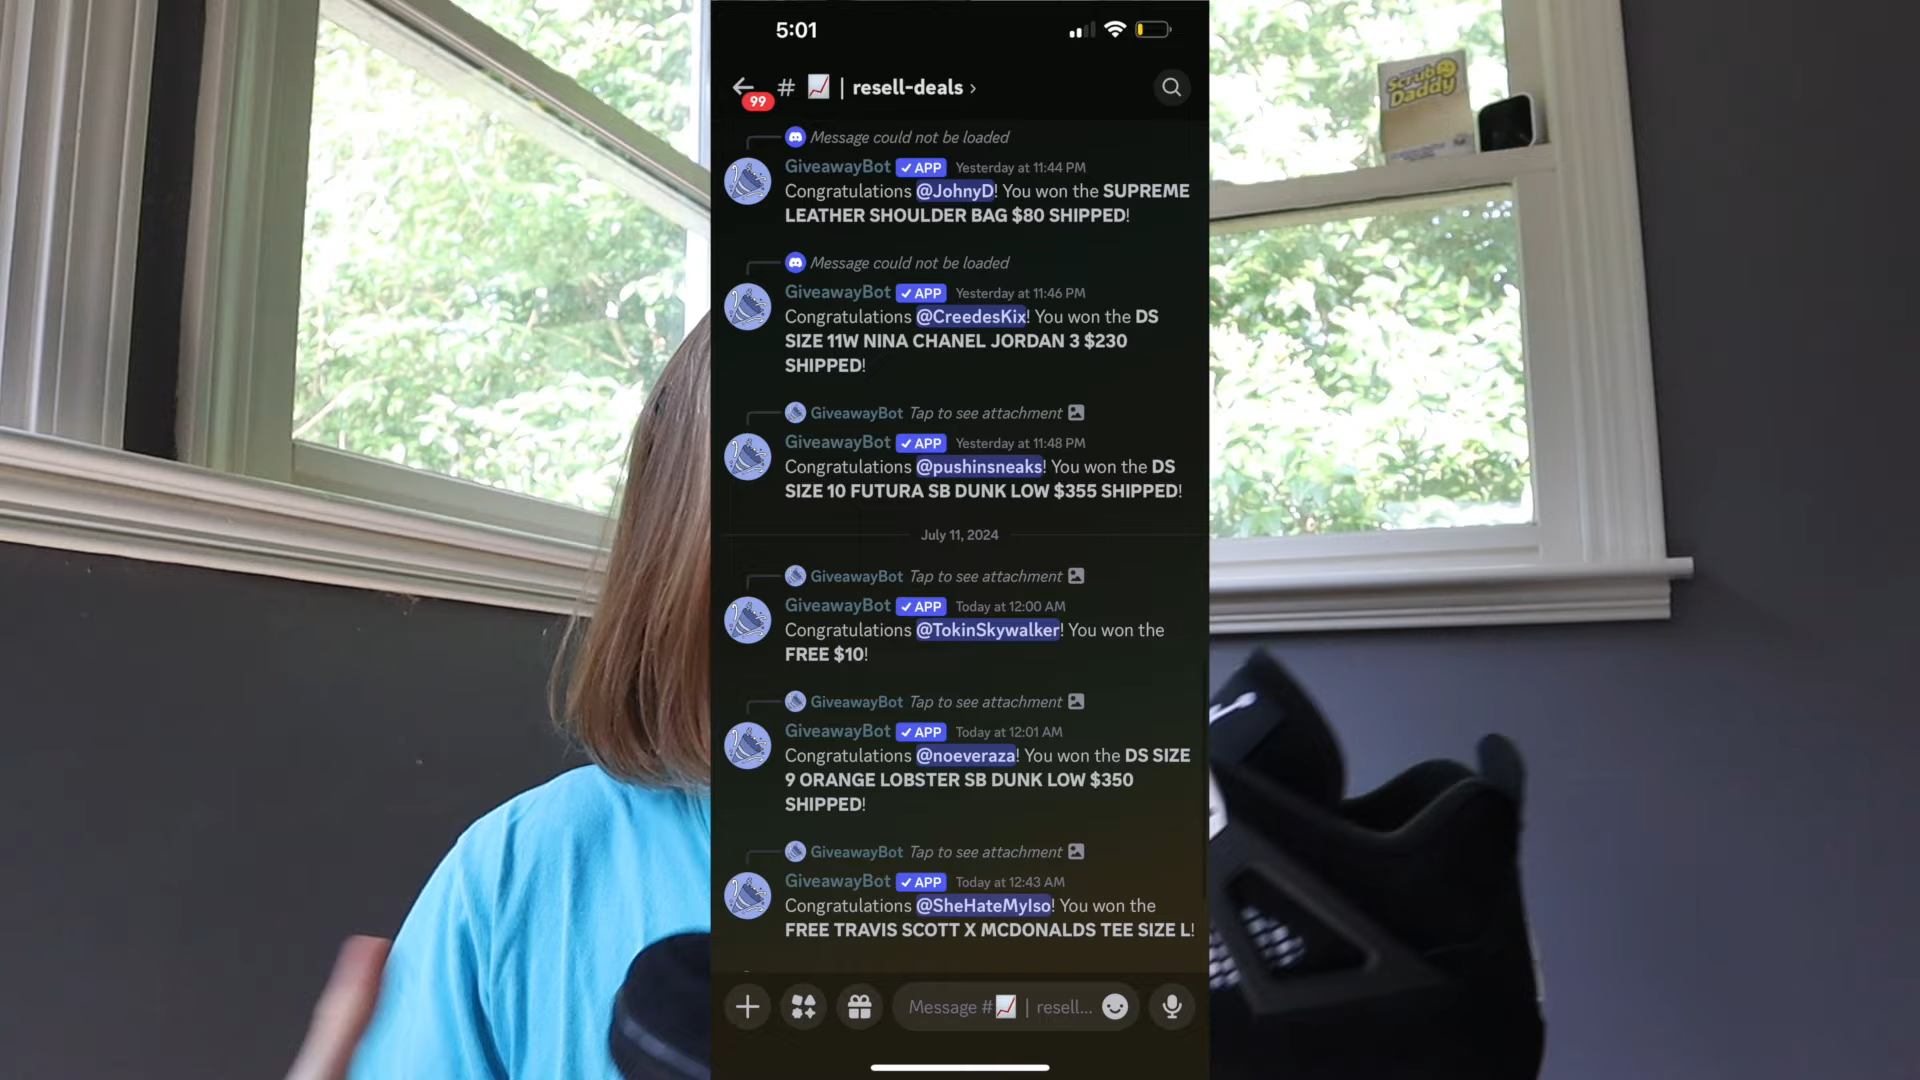 5:01
99
# 📈 | resell-deals ›
Scrub
Daddy
Message could not be loaded
GiveawayBot ✓ APP Yesterday at 11:44 PM
Congratulations @JohnyD! You won the SUPREME
LEATHER SHOULDER BAG $80 SHIPPED!
Message could not be loaded
GiveawayBot ✓ APP Yesterday at 11:46 PM
Congratulations @CreedesKix! You won the DS
SIZE 11W NINA CHANEL JORDAN 3 $230
SHIPPED!
GiveawayBot Tap to see attachment
GiveawayBot ✓ APP Yesterday at 11:48 PM
Congratulations @pushinsneaks! You won the DS
SIZE 10 FUTURA SB DUNK LOW $355 SHIPPED!
July 11, 2024
GiveawayBot Tap to see attachment
GiveawayBot ✓ APP Today at 12:00 AM
Congratulations @TokinSkywalker! You won the
FREE $10!
GiveawayBot Tap to see attachment
GiveawayBot ✓ APP Today at 12:01 AM
Congratulations @noeveraza! You won the DS SIZE
9 ORANGE LOBSTER SB DUNK LOW $350
SHIPPED!
GiveawayBot Tap to see attachment
GiveawayBot ✓ APP Today at 12:43 AM
Congratulations @SheHateMyIso! You won the
FREE TRAVIS SCOTT X MCDONALDS TEE SIZE L!
Message #📈 | resell...